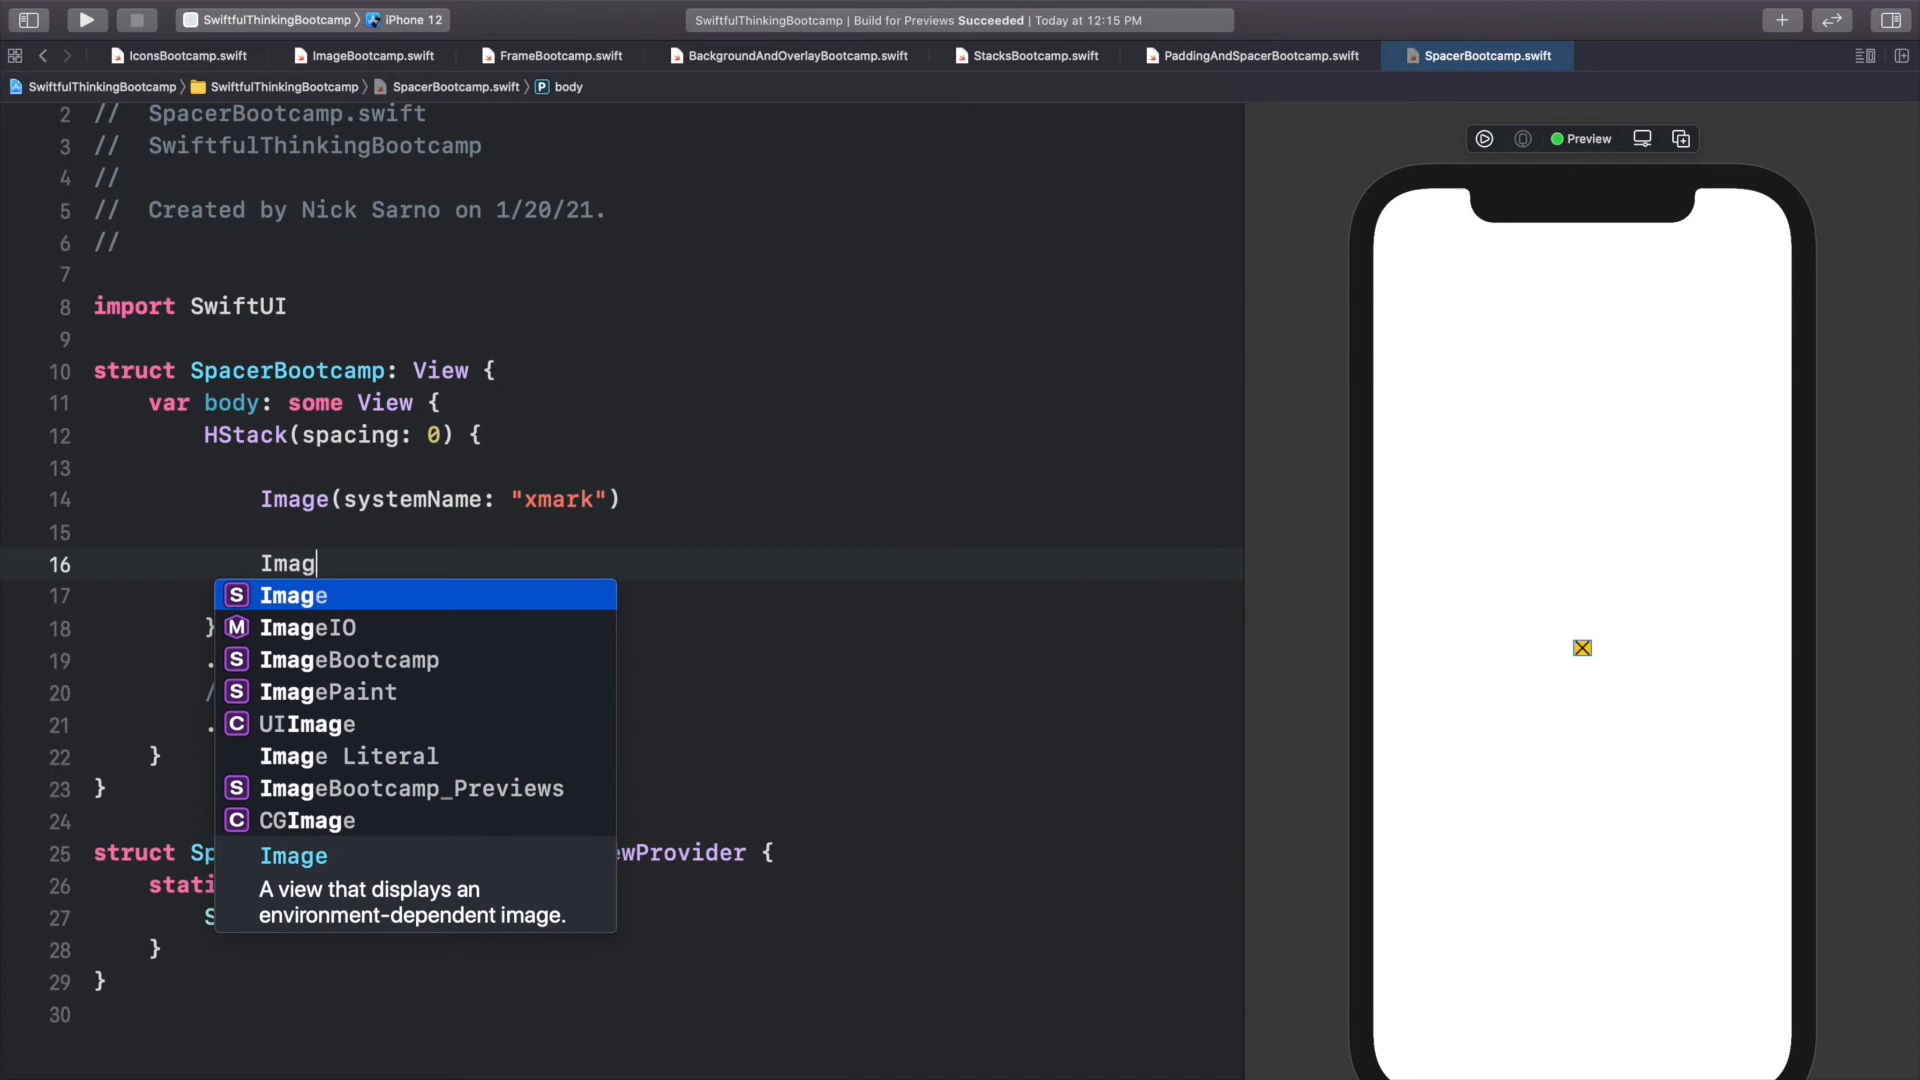 SwiftfulThinkingBootcamp 〉 iPhone 12
SwiftfulThinkingBootcamp | Build for Previews Succeeded | Today at 12:15 PM
IconsBootcamp.swift
ImageBootcamp.swift
FrameBootcamp.swift
BackgroundAndOverlayBootcamp.swift
StacksBootcamp.swift
PaddingAndSpacerBootcamp.swift
SpacerBootcamp.swift
SwiftfulThinkingBootcamp 〉 SwiftfulThinkingBootcamp 〉 SpacerBootcamp.swift 〉 P body
2 // SpacerBootcamp.swift
3 // SwiftfulThinkingBootcamp
4 //
5 // Created by Nick Sarno on 1/20/21.
6 //
7
8 import SwiftUI
9
10 struct SpacerBootcamp: View {
11 var body: some View {
12 HStack(spacing: 0) {
13
14 Image(systemName: "xmark")
15
16 Imag
17
18 }
19 .
20 /
21 .
22 }
23 }
24
25 struct Sp ewProvider {
26 stati
27 S
28 }
29 }
30
S Image
M ImageIO
S ImageBootcamp
S ImagePaint
C UIImage
Image Literal
S ImageBootcamp_Previews
C CGImage
Image
A view that displays an
environment-dependent image.
Preview